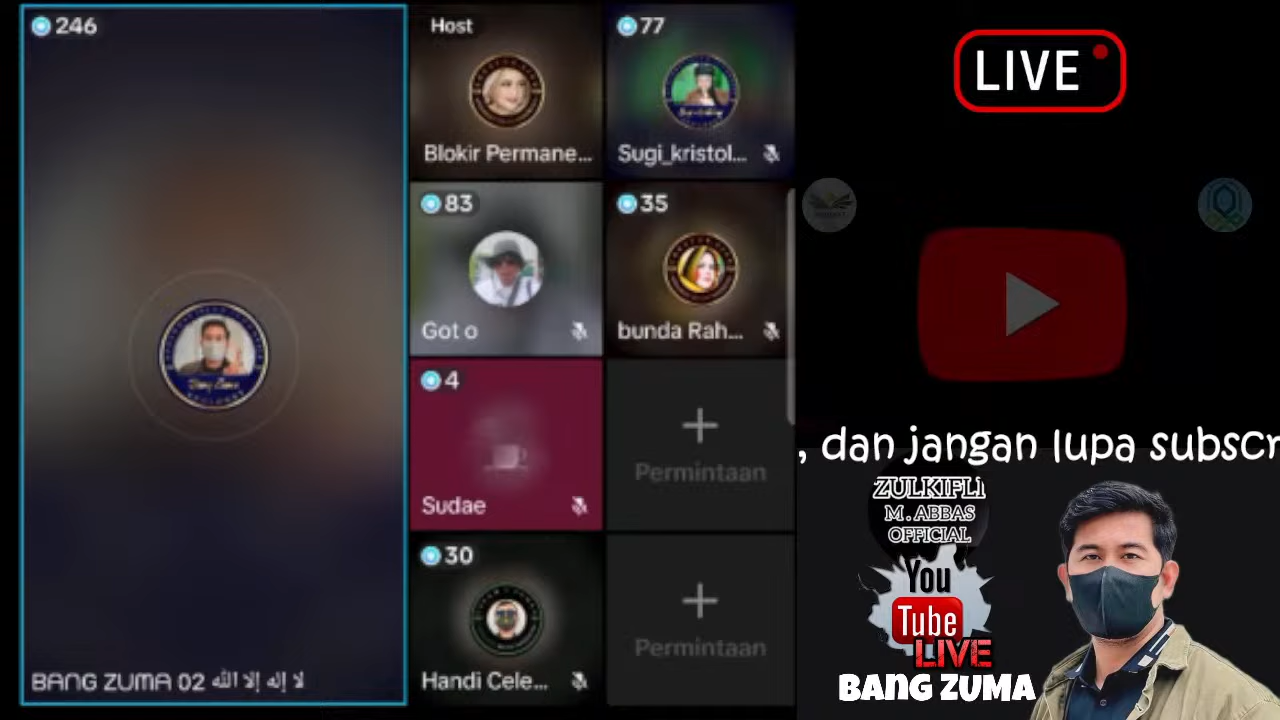 246
BANG ZUMA 02 لا إله إلا الله
Host
Blokir Permane...
77
Sugi_kristol...
83
Got o
35
bunda Rah...
4
Sudae
Permintaan
30
Handi Cele...
Permintaan
LIVE
, dan jangan lupa subscr
ZULKIFLI
M. ABBAS
OFFICIAL
You
Tube
LIVE
BANG ZUMA